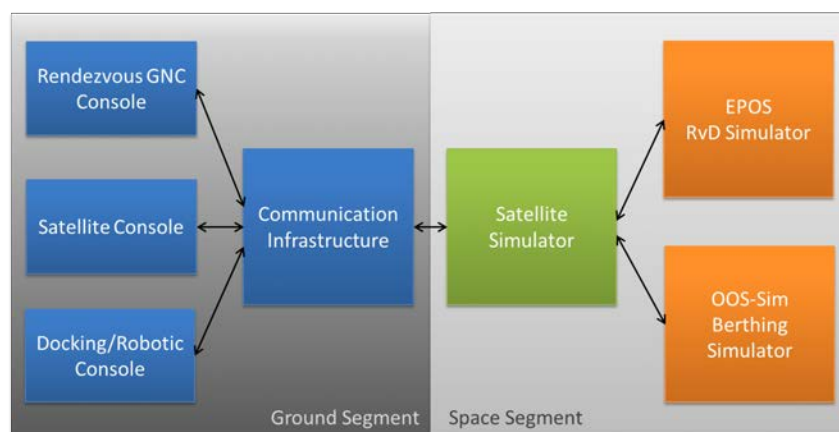 Rendezvous GNC
Console
Satellite Console
Docking/Robotic
Console
Communication
Infrastructure
Ground Segment
Satellite
Simulator
EPOS
RvD Simulator
OOS-Sim
Berthing
Simulator
Space Segment